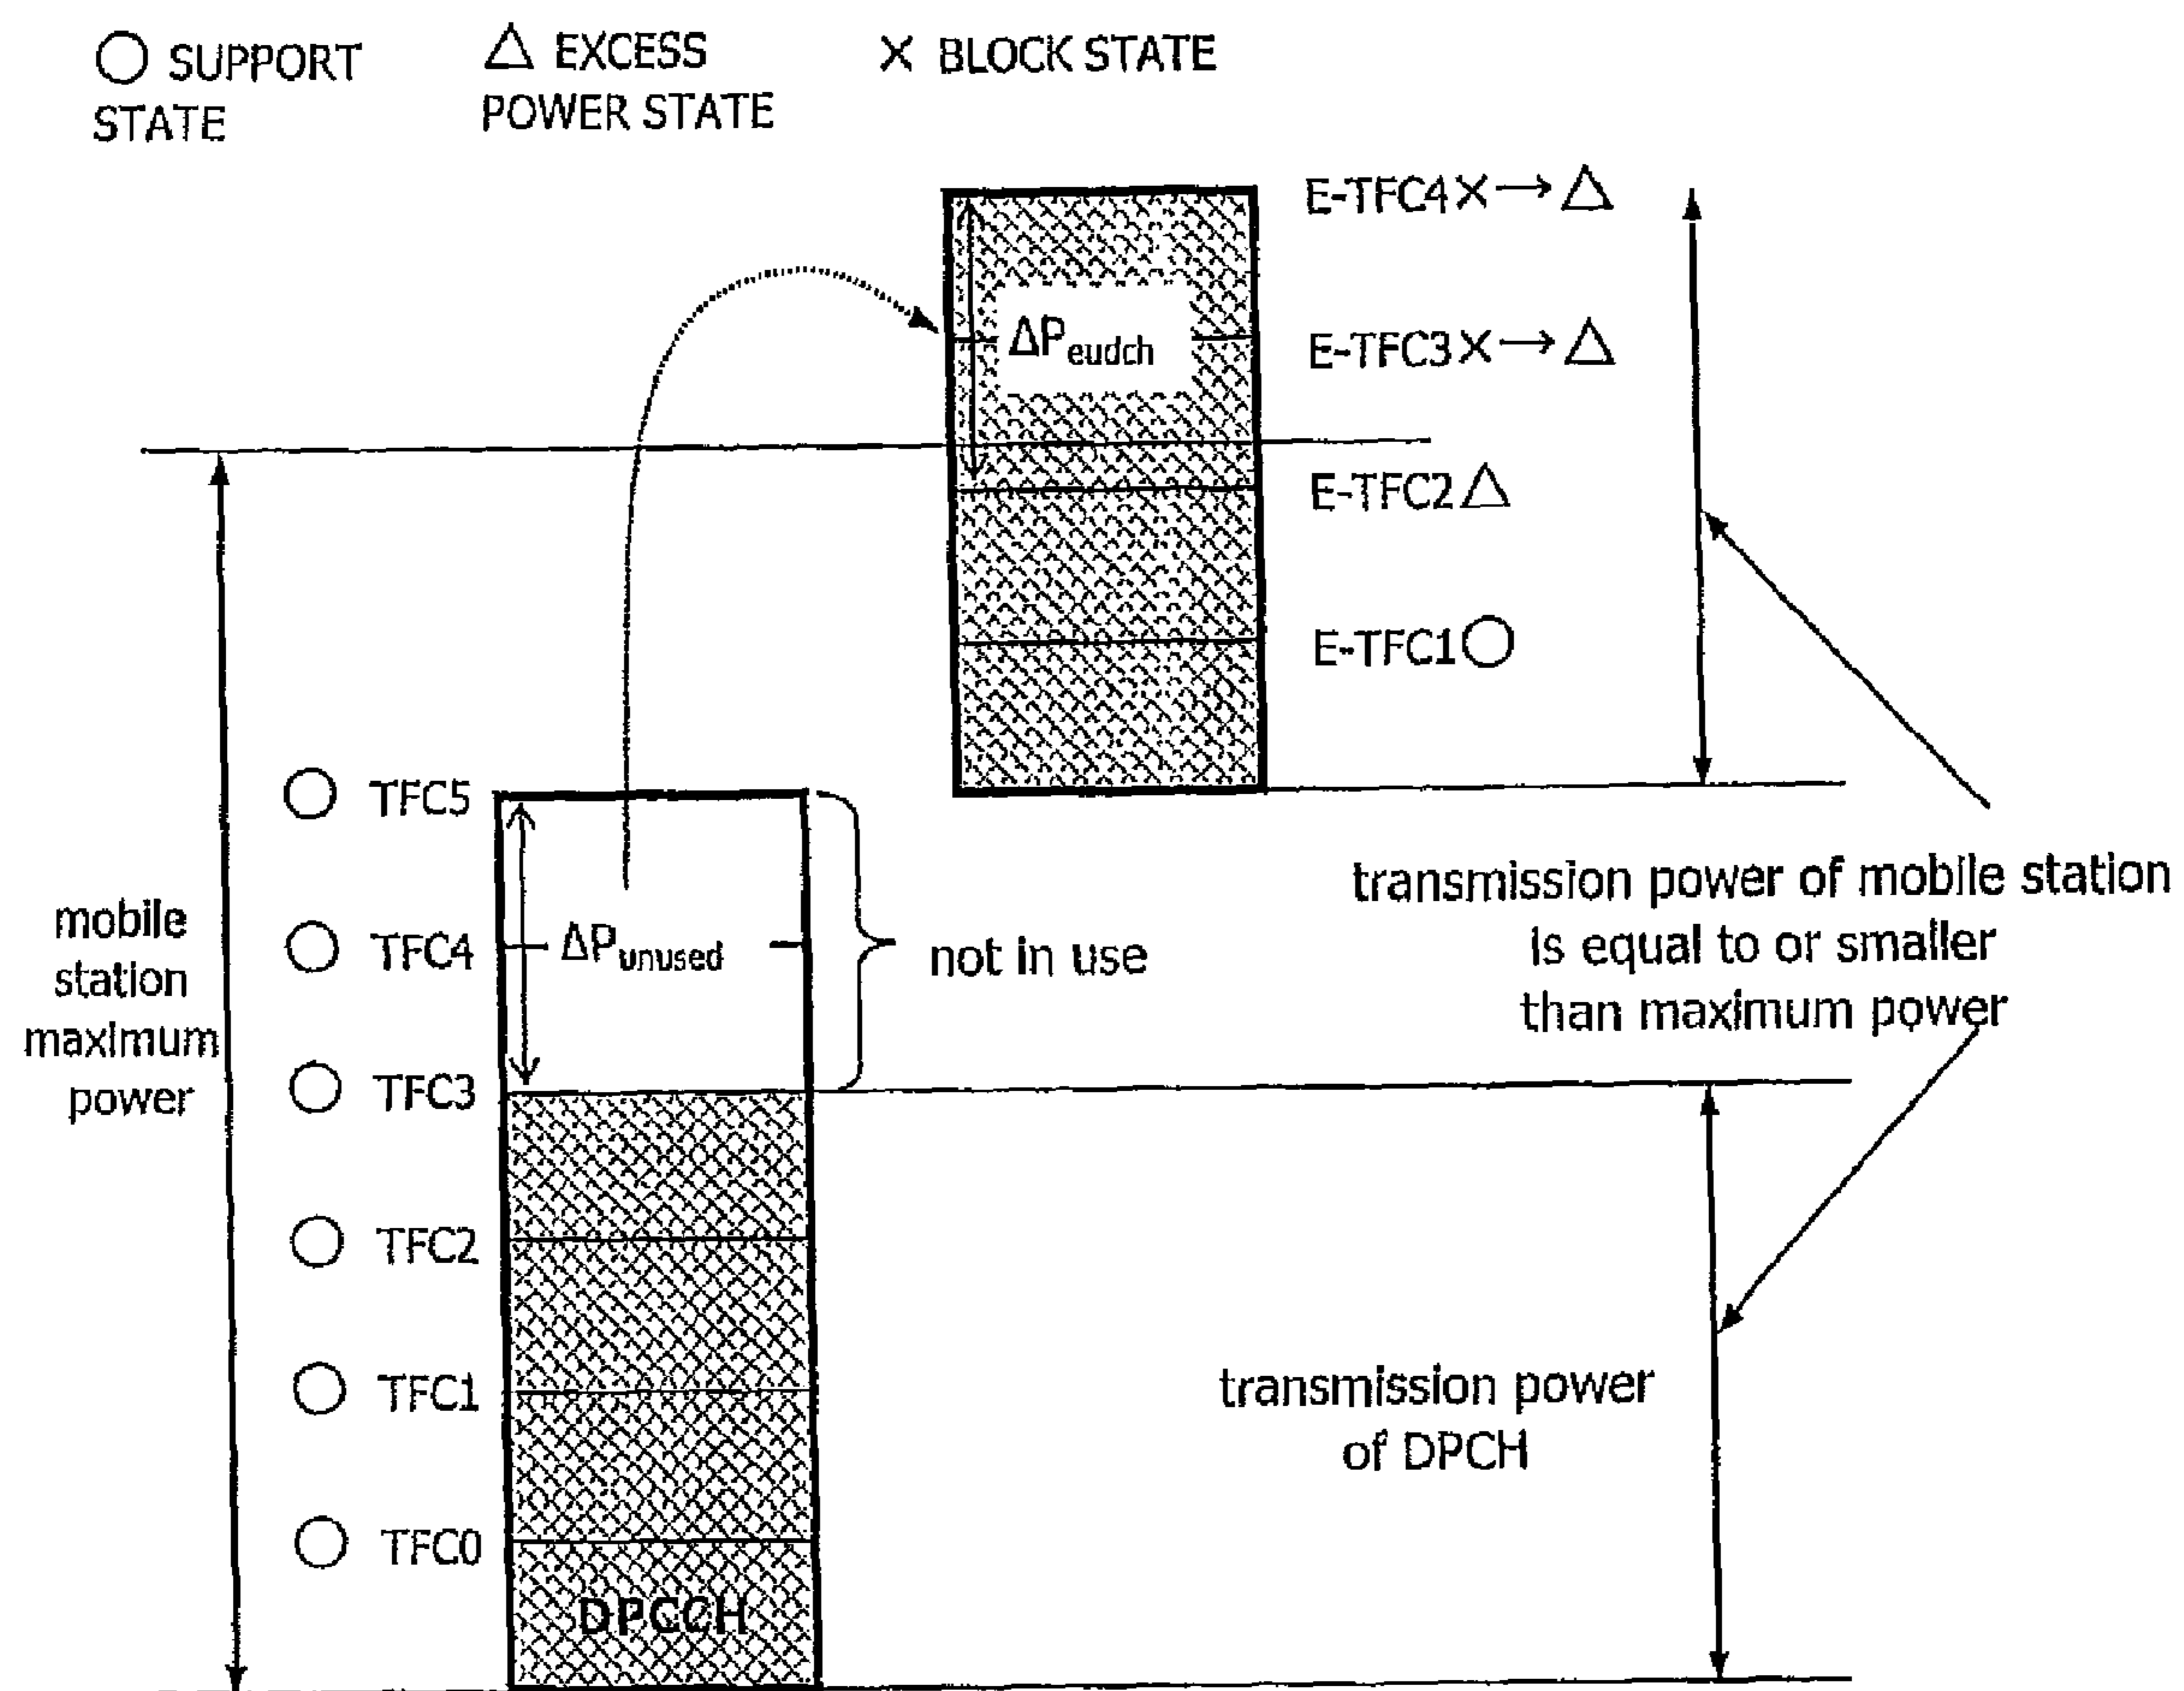 ○ SUPPORT
STATE
△ EXCESS
POWER STATE
X BLOCK STATE
E-TFC4 X → △
ΔPeudch
E-TFC3 X → △
E-TFC2 △
E-TFC1 ○
○ TFC5
mobile
station
maximum
power
○ TFC4
ΔPunused
not in use
transmission power of mobile station
is equal to or smaller
than maximum power
○ TFC3
○ TFC2
○ TFC1
transmission power
of DPCH
○ TFC0
DPCCH